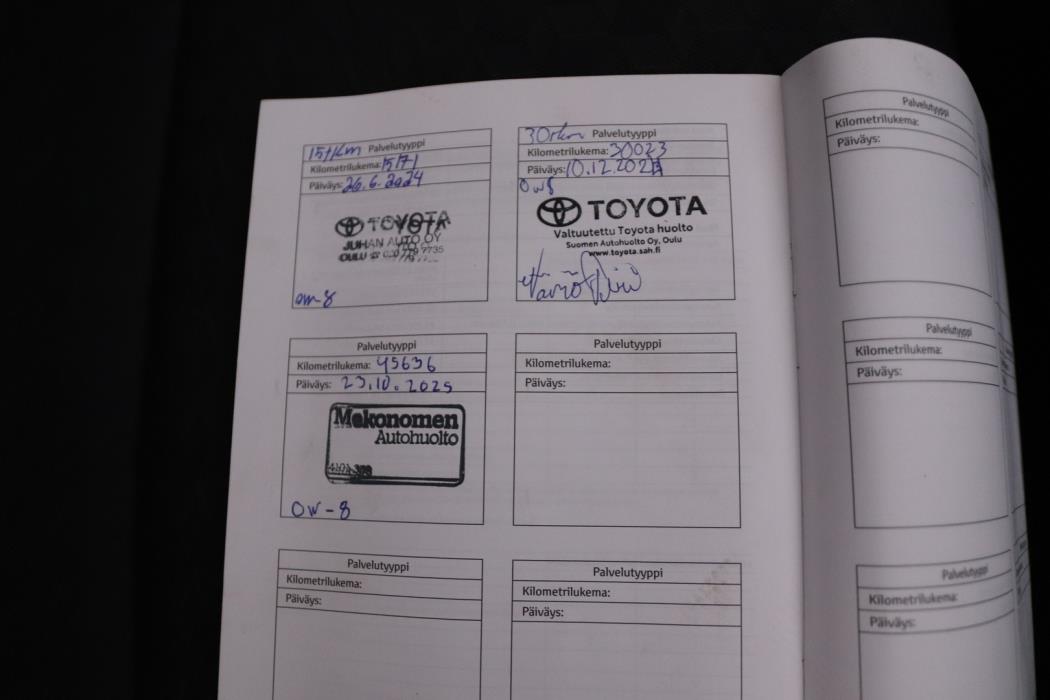 15tkm Palvelutyyppi
Kilometrilukema: 15171
Päiväys: 26.6.2024
TOYOTA
JUHAN AUTO OY
OULU ☎ 7735
OW-8
30tkm Palvelutyyppi
Kilometrilukema: 30023
Päiväys: 10.12.2024
OW8
TOYOTA
Valtuutettu Toyota huolto
Suomen Autohuolto Oy, Oulu
www.toyota.sah.fi
Palvelutyyppi
Kilometrilukema: 45636
Päiväys: 23.10.2025
Mekonomen
Autohuolto
OW-8
Palvelutyyppi
Kilometrilukema:
Päiväys:
Palvelutyyppi
Kilometrilukema:
Päiväys:
Palvelutyyppi
Kilometrilukema:
Päiväys:
Palvelutyyppi
Kilometrilukema:
Päiväys:
Palvelutyyppi
Kilometrilukema:
Päiväys:
Palvelutyyppi
Kilometrilukema:
Päiväys: